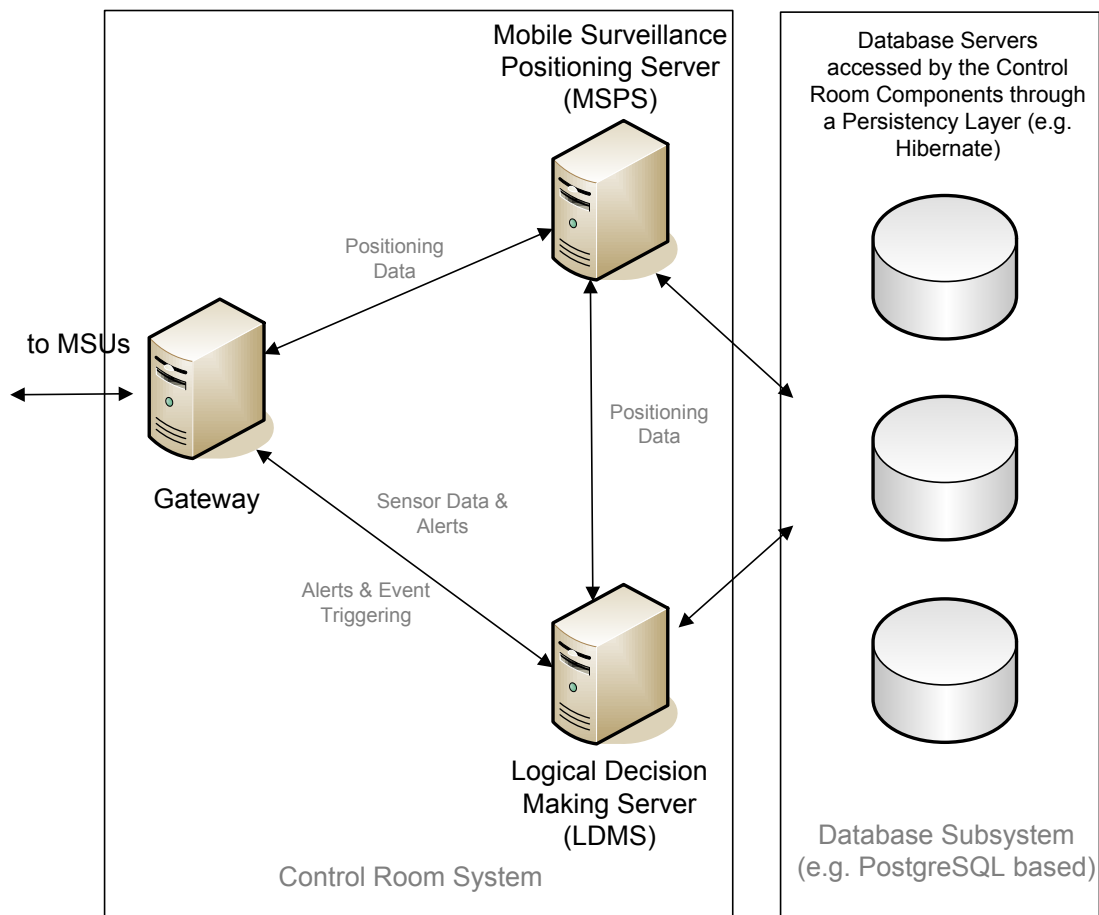 Mobile Surveillance
Positioning Server
(MSPS)
Database Servers
accessed by the Control
Room Components through
a Persistency Layer (e.g.
Hibernate)
Positioning
Data
to MSUs
Gateway
Positioning
Data
Sensor Data &
Alerts
Alerts & Event
Triggering
Logical Decision
Making Server
(LDMS)
Control Room System
Database Subsystem
(e.g. PostgreSQL based)